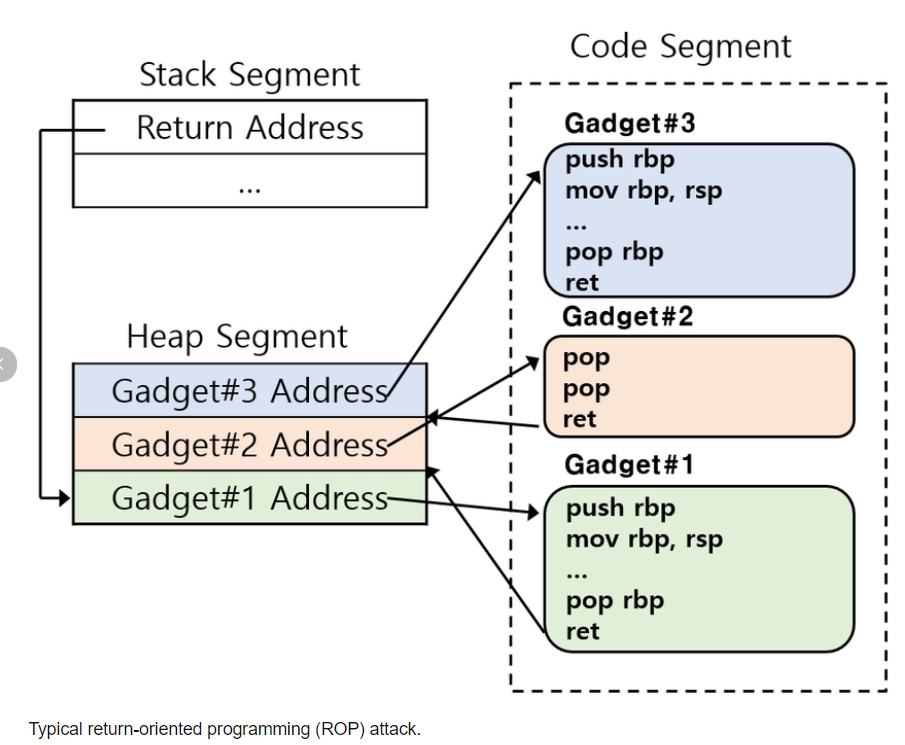 Stack Segment
Return Address
...
Heap Segment
Gadget#3 Address
Gadget#2 Address
Gadget#1 Address
Code Segment
Gadget#3
push rbp
mov rbp, rsp
...
pop rbp
ret
Gadget#2
pop
pop
ret
Gadget#1
push rbp
mov rbp, rsp
...
pop rbp
ret
Typical return-oriented programming (ROP) attack.